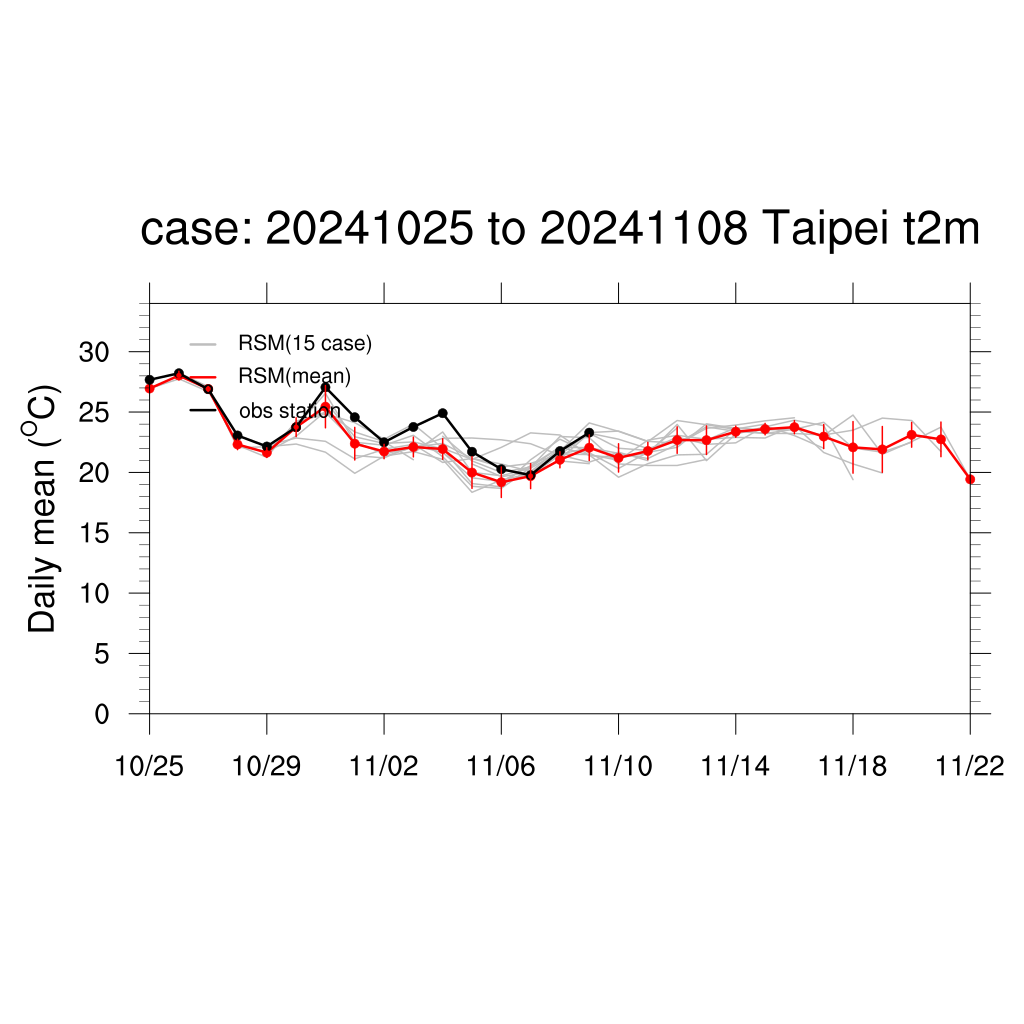 case: 20241025 to 20241108 Taipei t2m
RSM(15 case)
RSM(mean)
obs station
Daily mean (°C)
30
25
20
15
10
5
0
10/25 10/29 11/02 11/06 11/10 11/14 11/18 11/22